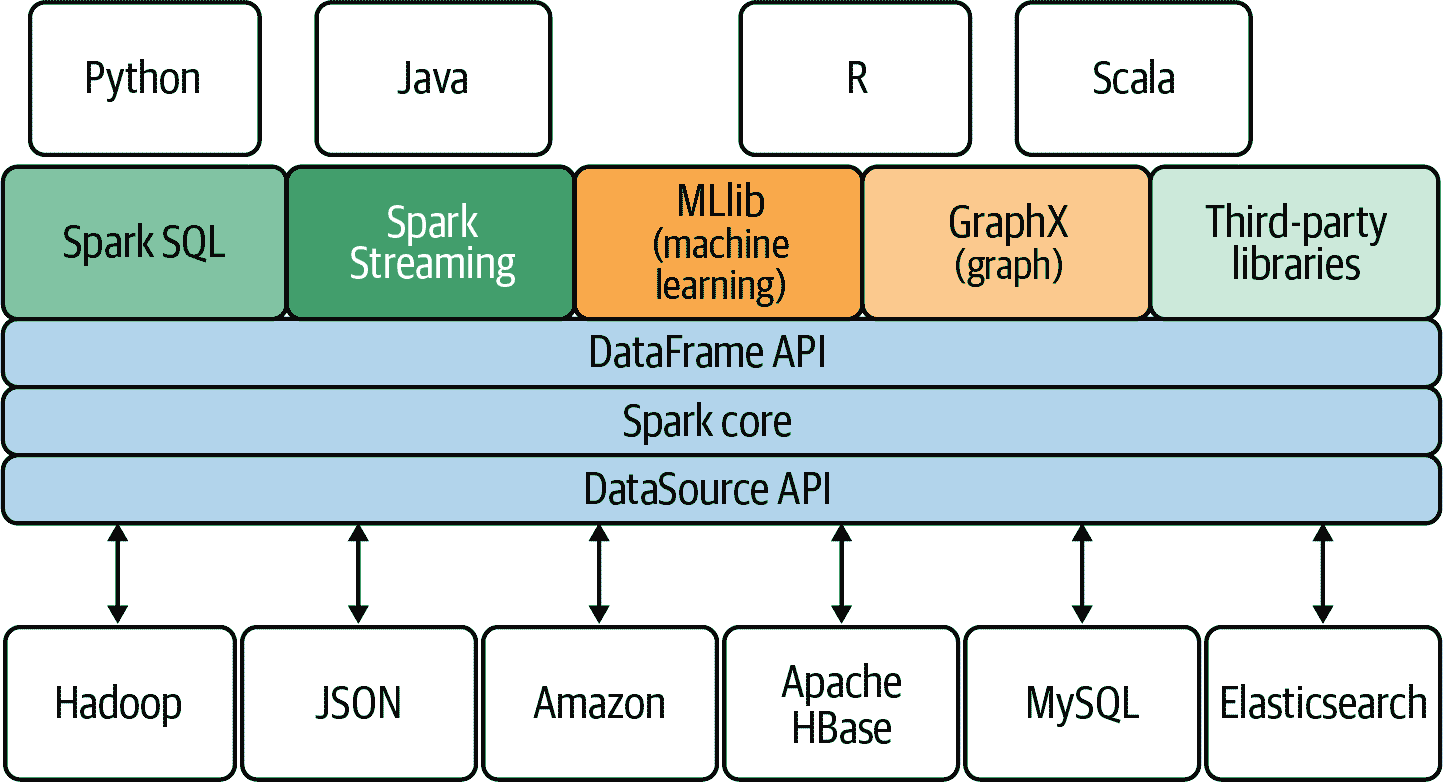 Python
Java
R
Scala
Spark SQL
Spark
Streaming
MLlib
(machine
learning)
GraphX
(graph)
Third-party
libraries
DataFrame API
Spark core
DataSource API
Hadoop
JSON
Amazon
Apache
HBase
MySQL
Elasticsearch